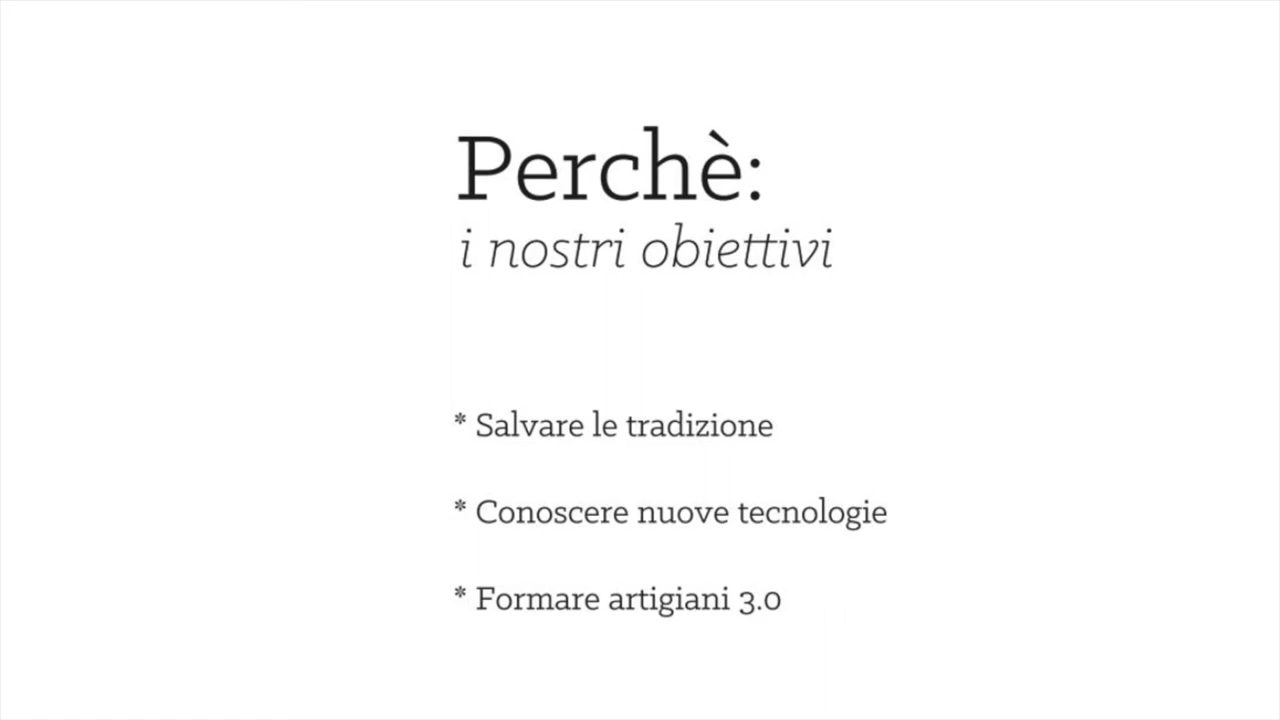 Perchè:
i nostri obiettivi
* Salvare le tradizione
* Conoscere nuove tecnologie
* Formare artigiani 3.0